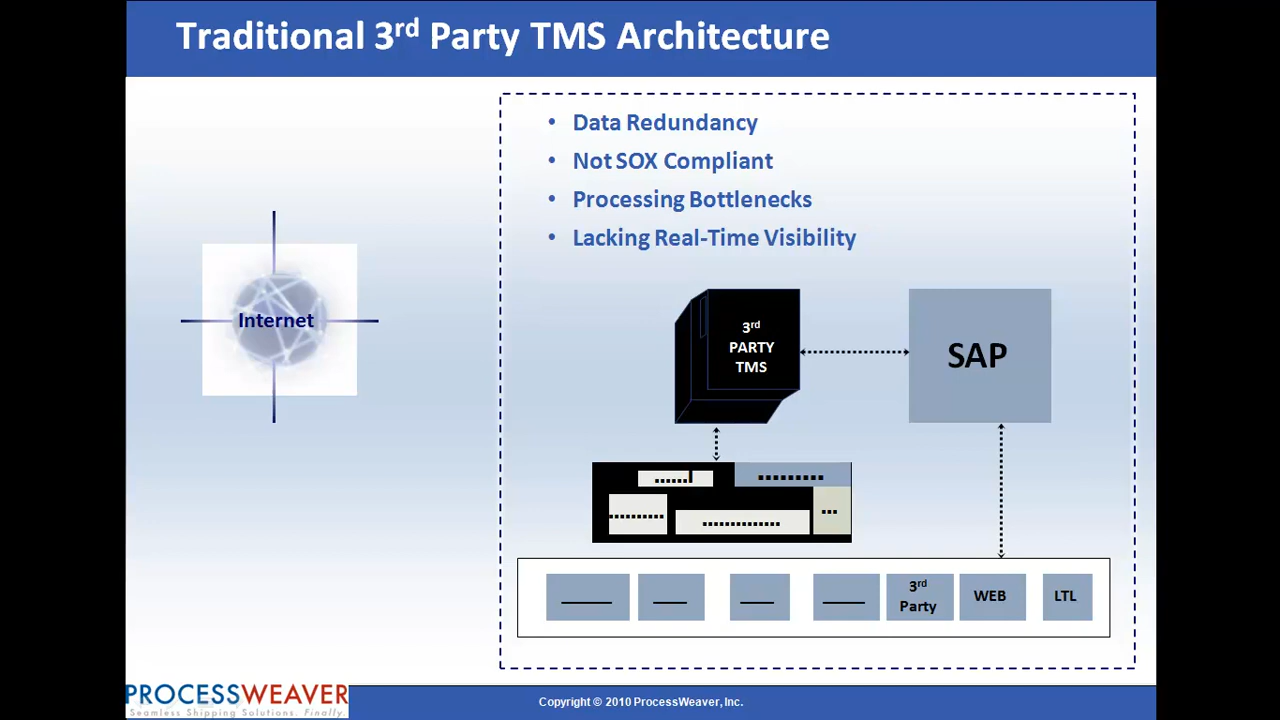 Traditional 3rd Party TMS Architecture
• Data Redundancy
• Not SOX Compliant
• Processing Bottlenecks
• Lacking Real-Time Visibility
Internet
3rd
PARTY
TMS
SAP
3rd
Party
WEB
LTL
PROCESSWEAVER
Seamless Shipping Solutions. Finally.
Copyright © 2010 ProcessWeaver, Inc.